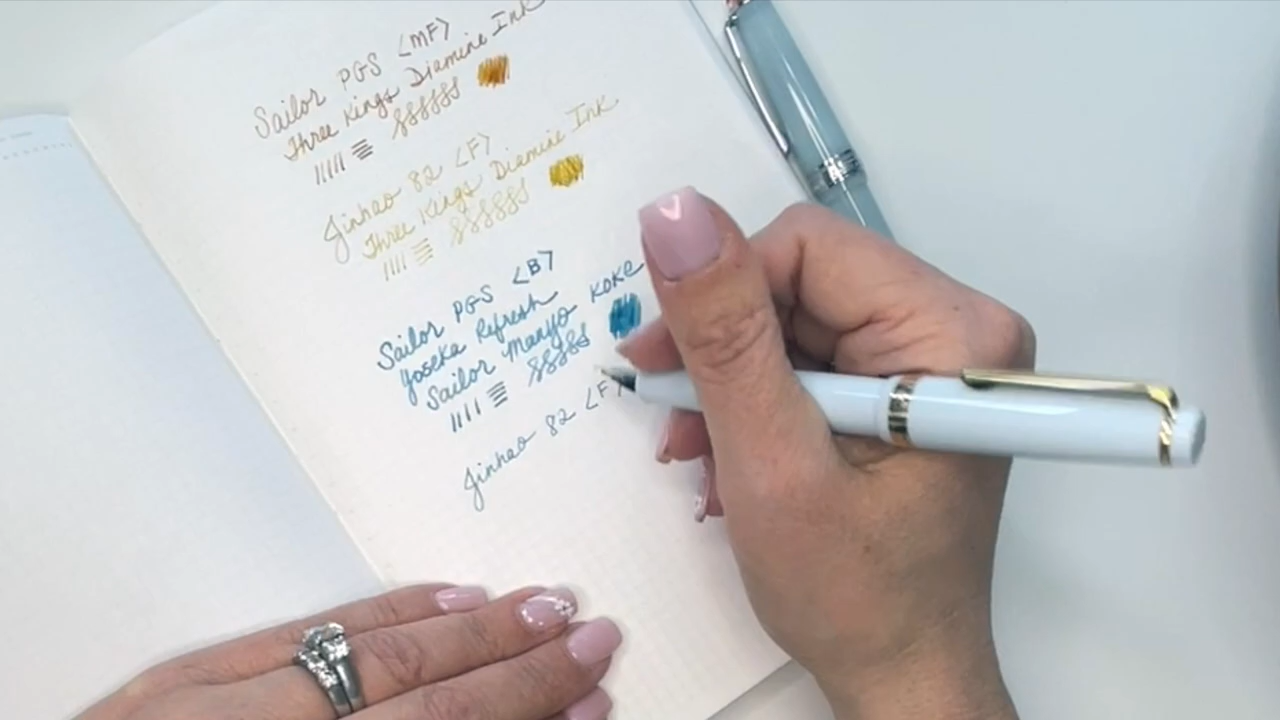 Sailor PGS <MF>
Three Kings Diamine Ink
Jinhao 82 <F>
Three Kings Diamine Ink
Sailor PGS <B>
Yoseka Refresh
Sailor Manyo KOKE
Jinhao 82 <F>